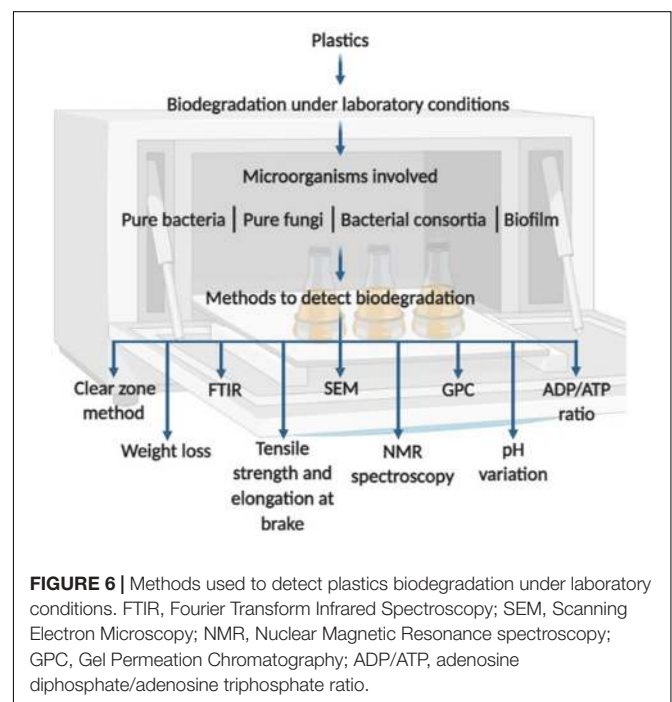 Plastics
Biodegradation under laboratory conditions
Microorganisms involved
Pure bacteria | Pure fungi | Bacterial consortia | Biofilm
Methods to detect biodegradation
Clear zone
method
FTIR
SEM
GPC
ADP/ATP
ratio
Weight loss
Tensile
strength and
elongation at
brake
NMR
spectroscopy
pH
variation
FIGURE 6 | Methods used to detect plastics biodegradation under laboratory
conditions. FTIR, Fourier Transform Infrared Spectroscopy; SEM, Scanning
Electron Microscopy; NMR, Nuclear Magnetic Resonance spectroscopy;
GPC, Gel Permeation Chromatography; ADP/ATP, adenosine
diphosphate/adenosine triphosphate ratio.